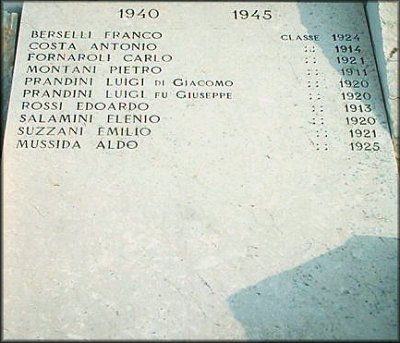 1940 1945
BERSELLI FRANCO CLASSE 1924
COSTA ANTONIO :: 1914
FORNAROLI CARLO :: 1921
MONTANI PIETRO :: 1911
PRANDINI LUIGI DI GIACOMO :: 1920
PRANDINI LUIGI FU GIUSEPPE :: 1920
ROSSI EDOARDO :: 1913
SALAMINI ELENIO :: 1920
SUZZANI EMILIO :: 1921
MUSSIDA ALDO :: 1925